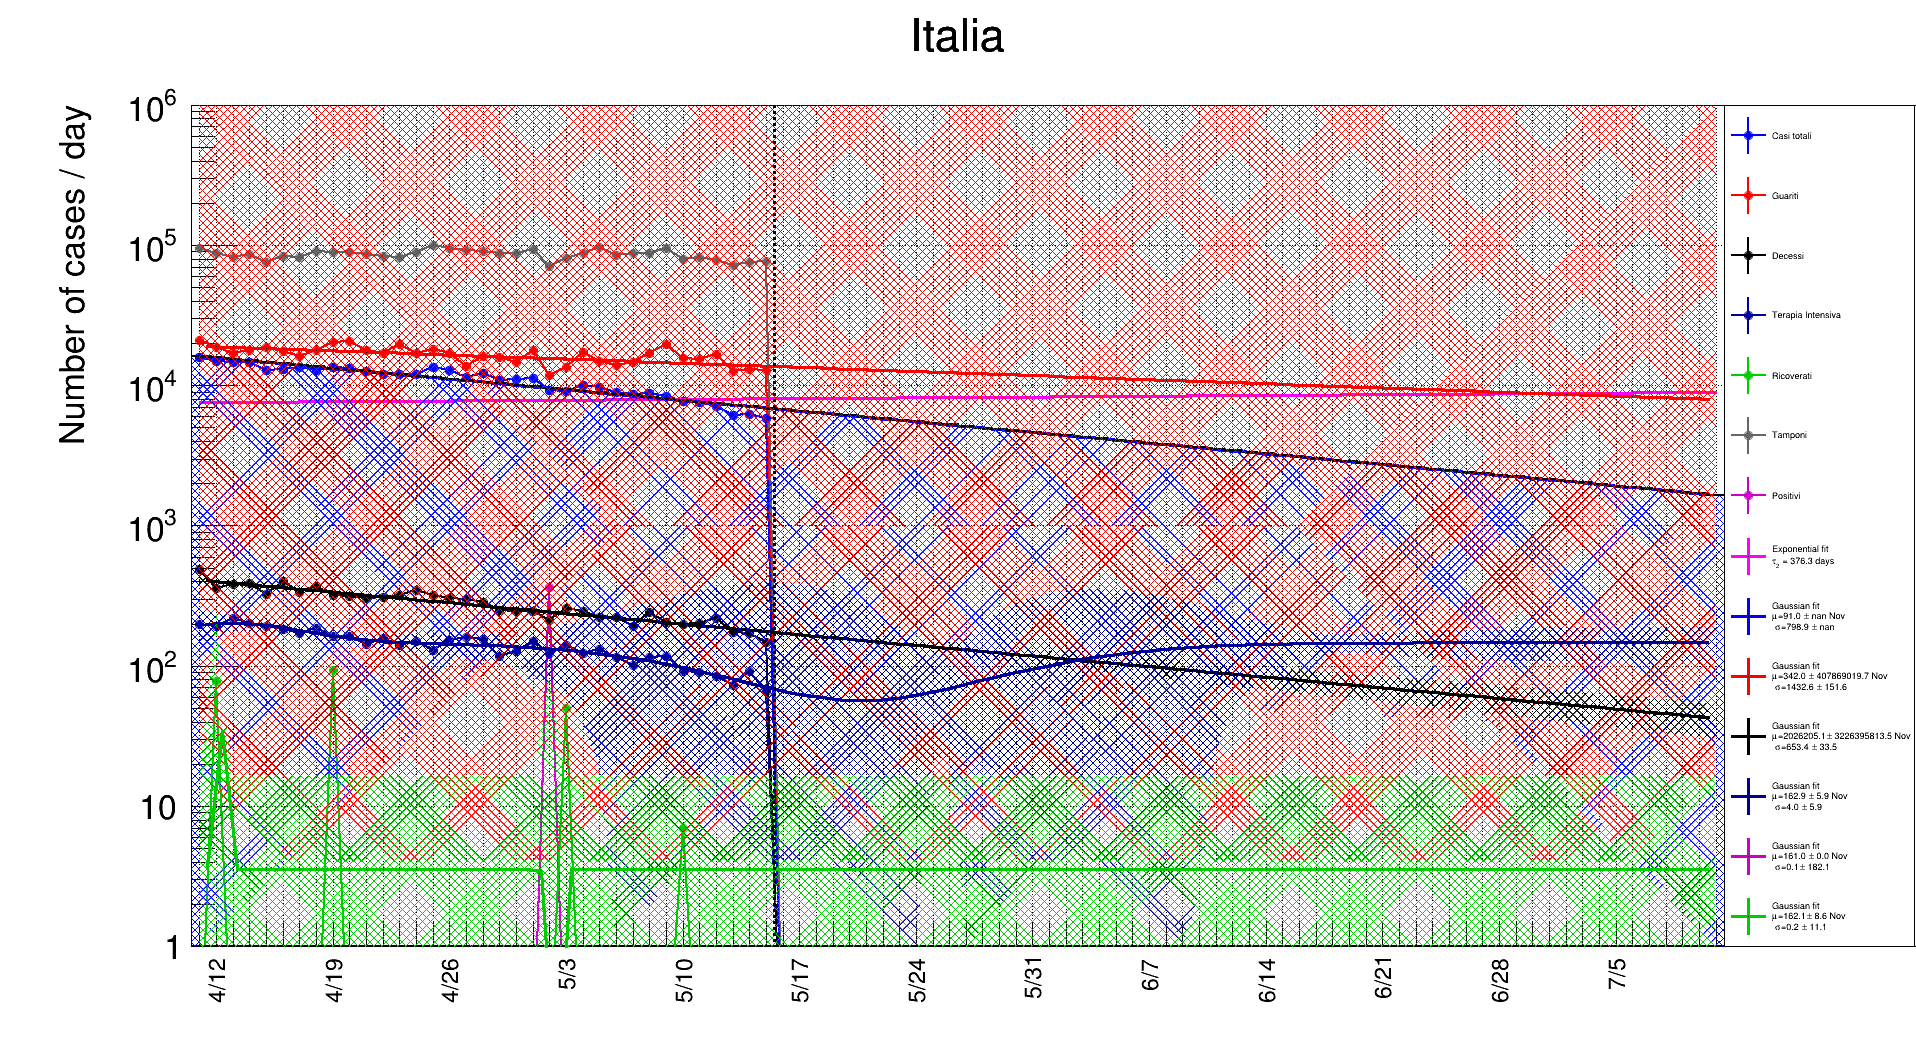 Italia
Number of cases / day
10^6
10^5
10^4
10^3
10^2
10
1
4/12
4/19
4/26
5/3
5/10
5/17
5/24
5/31
6/7
6/14
6/21
6/28
7/5
Casi totali
Guariti
Decessi
Terapia Intensiva
Ricoverati
Tamponi
Positivi
Exponential fit
τ₂ = 376.3 days
Gaussian fit
μ=91.0 ± nan Nov
σ=798.9 ± nan
Gaussian fit
μ=342.0 ± 407869019.7 Nov
σ=1432.6 ± 151.6
Gaussian fit
μ=2026205.1 ± 3226395813.5 Nov
σ=653.4 ± 33.5
Gaussian fit
μ=162.9 ± 5.9 Nov
σ=4.0 ± 5.9
Gaussian fit
μ=161.0 ± 0.0 Nov
σ=0.1 ± 182.1
Gaussian fit
μ=162.1 ± 8.6 Nov
σ=0.2 ± 11.1